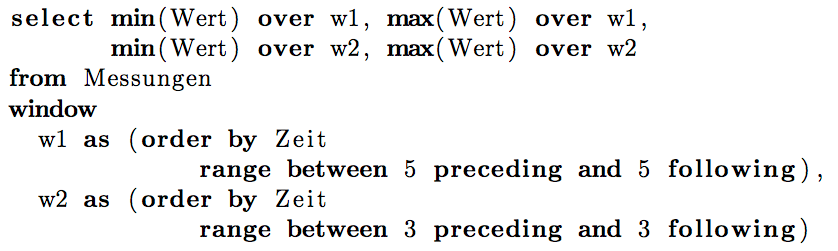 select min(Wert) over w1, max(Wert) over w1,
min(Wert) over w2, max(Wert) over w2
from Messungen
window
w1 as (order by Zeit
range between 5 preceding and 5 following),
w2 as (order by Zeit
range between 3 preceding and 3 following)